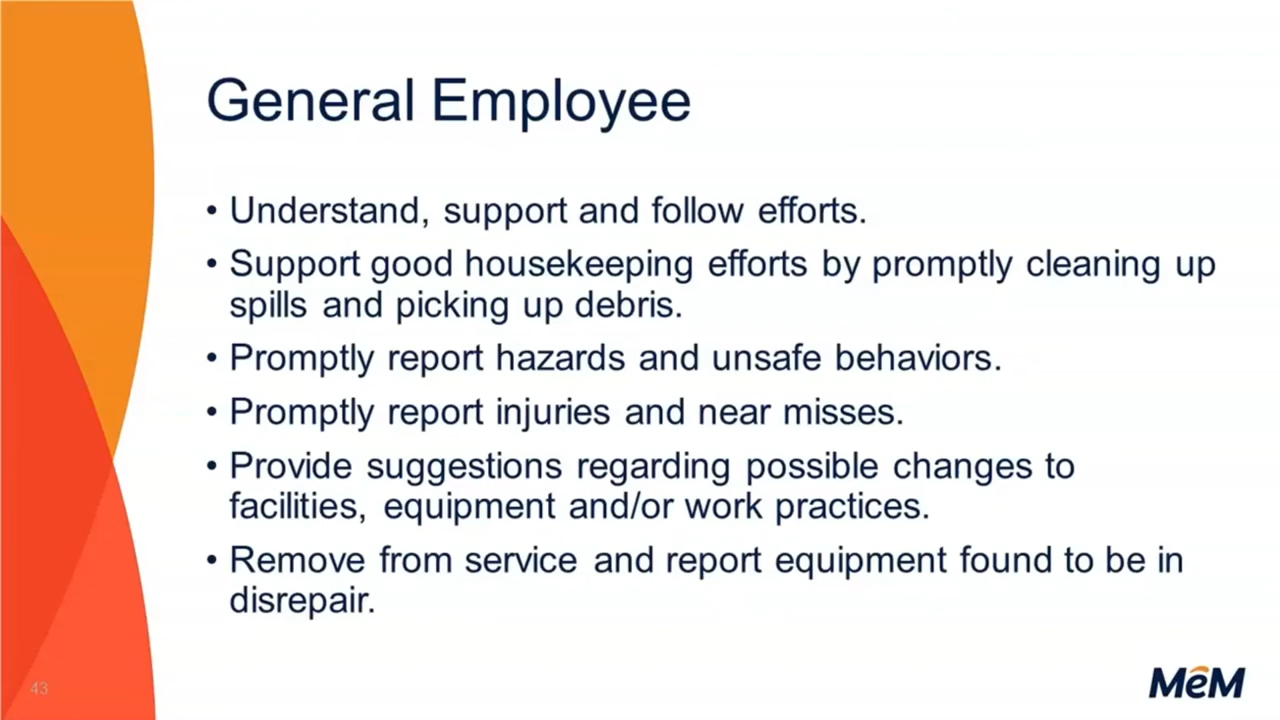 General Employee
• Understand, support and follow efforts.
• Support good housekeeping efforts by promptly cleaning up
spills and picking up debris.
• Promptly report hazards and unsafe behaviors.
• Promptly report injuries and near misses.
• Provide suggestions regarding possible changes to
facilities, equipment and/or work practices.
• Remove from service and report equipment found to be in
disrepair.
43
MeM